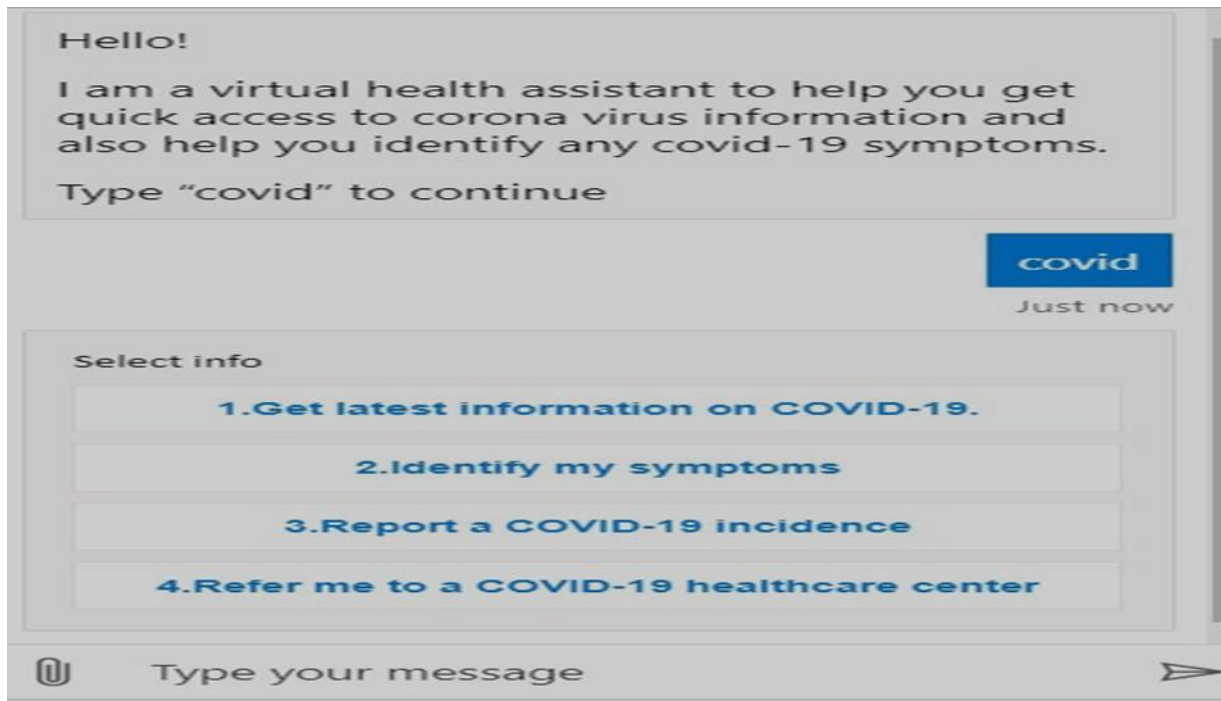 Hello!
I am a virtual health assistant to help you get
quick access to corona virus information and
also help you identify any covid-19 symptoms.
Type “covid” to continue
covid
Just now
Select info
1.Get latest information on COVID-19.
2.Identify my symptoms
3.Report a COVID-19 incidence
4.Refer me to a COVID-19 healthcare center
Type your message